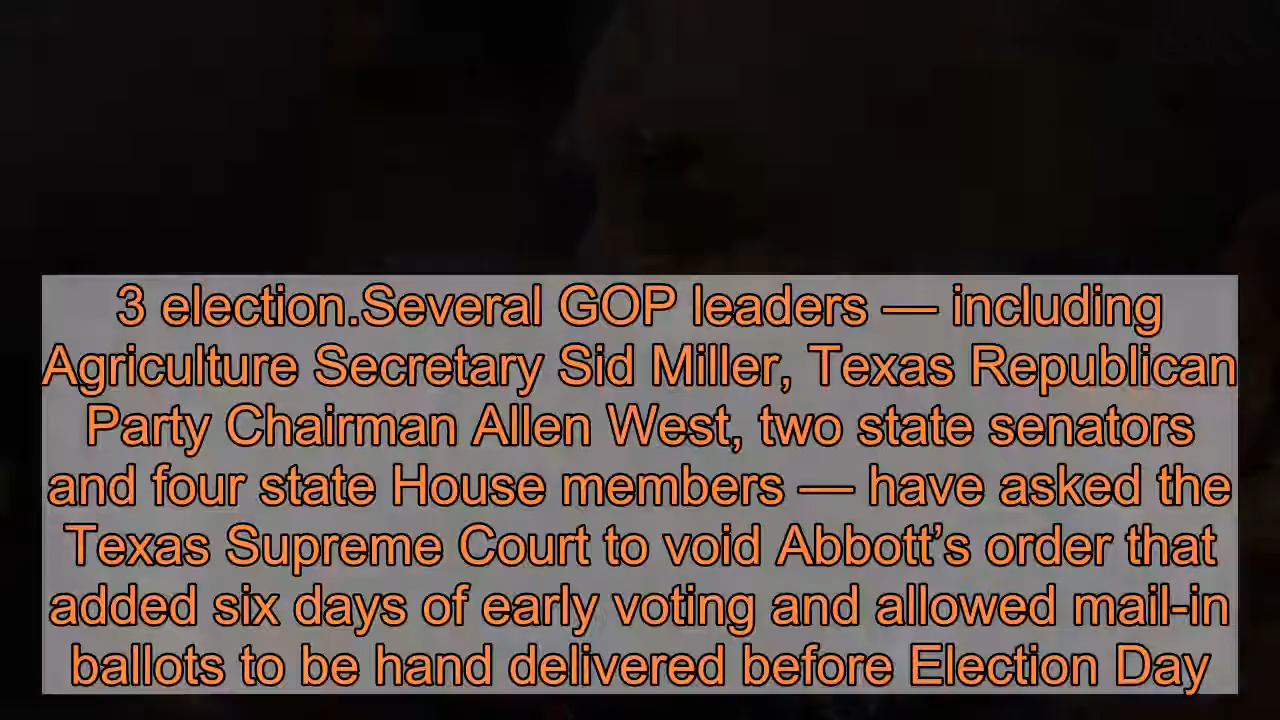 3 election.Several GOP leaders — including
Agriculture Secretary Sid Miller, Texas Republican
Party Chairman Allen West, two state senators
and four state House members — have asked the
Texas Supreme Court to void Abbott’s order that
added six days of early voting and allowed mail-in
ballots to be hand delivered before Election Day